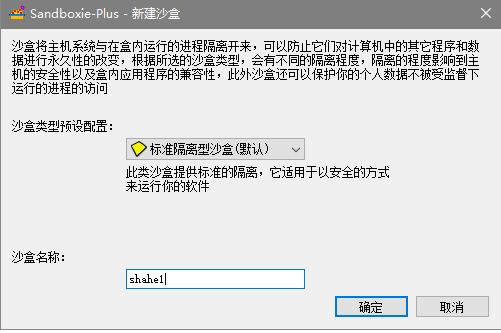 Sandboxie-Plus - 新建沙盒
沙盒将主机系统与在盒内运行的进程隔离开来，可以防止它们对计算机中的其它程序和数
据进行永久性的改变，根据所选的沙盒类型，会有不同的隔离程度，隔离的程度影响到主
机的安全性以及盒内应用程序的兼容性，此外沙盒还可以保护你的个人数据不被受监督下
运行的进程的访问
沙盒类型预设配置：
标准隔离型沙盒(默认)
此类沙盒提供标准的隔离，它适用于以安全的方式
来运行你的软件
沙盒名称：
shahe1
确定 取消